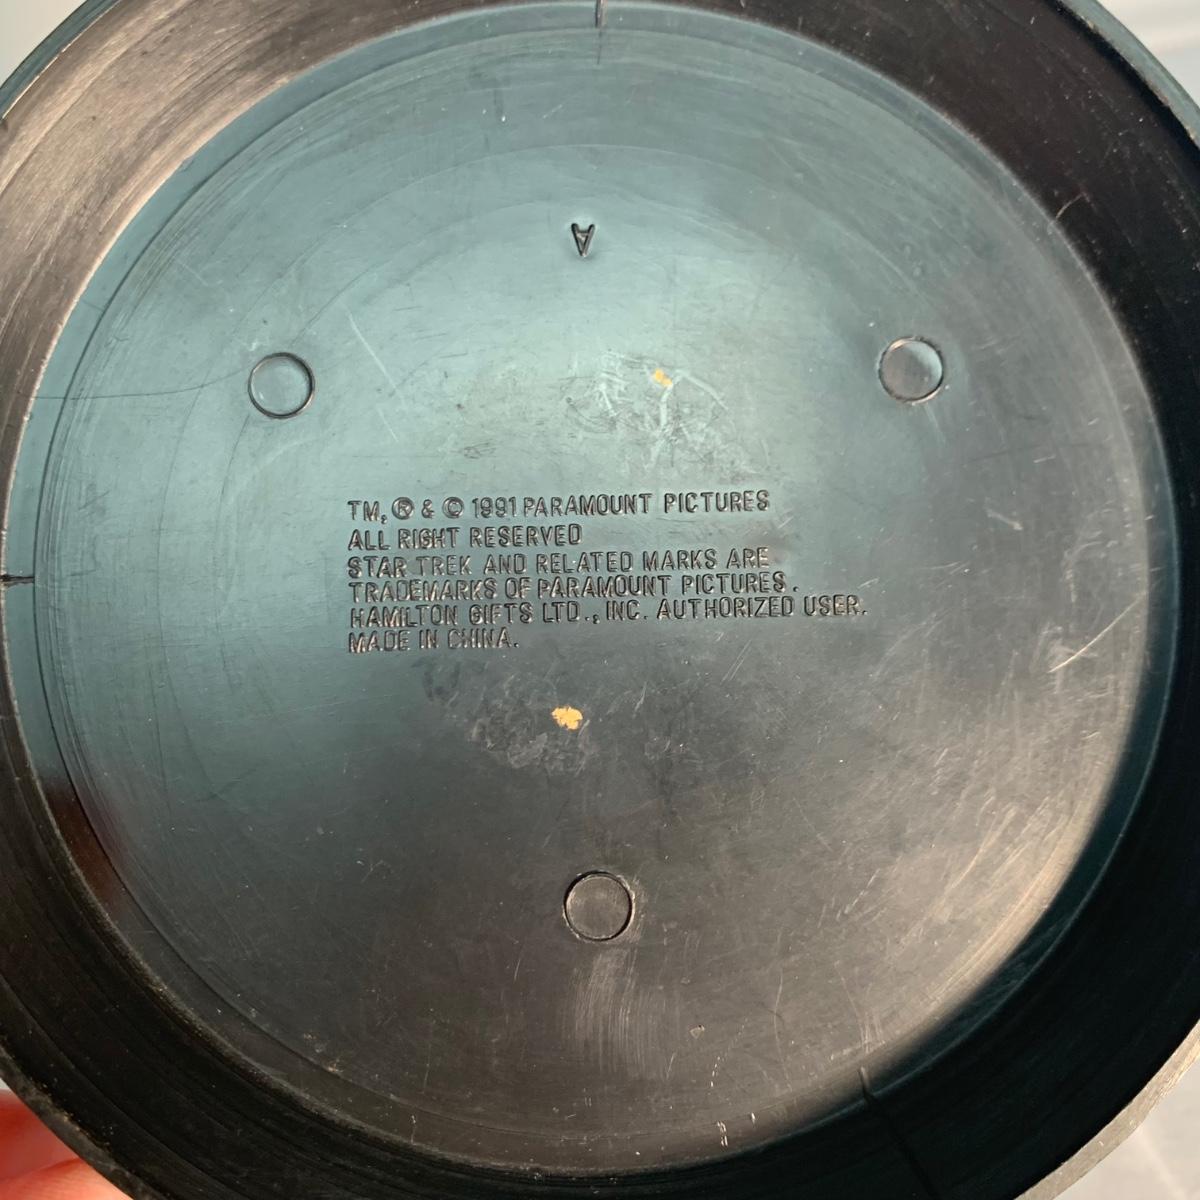 A
TM, ® & © 1991 PARAMOUNT PICTURES
ALL RIGHT RESERVED
STAR TREK AND RELATED MARKS ARE
TRADEMARKS OF PARAMOUNT PICTURES.
HAMILTON GIFTS LTD., INC. AUTHORIZED USER.
MADE IN CHINA.